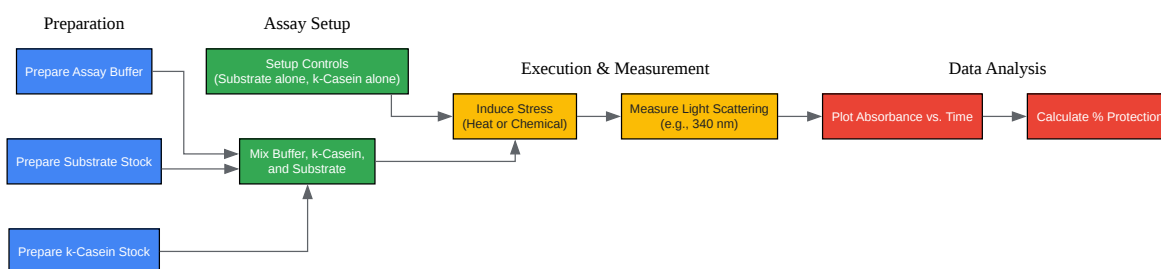 Preparation
Assay Setup
Execution & Measurement
Data Analysis
Prepare Assay Buffer
Prepare Substrate Stock
Prepare k-Casein Stock
Setup Controls
(Substrate alone, k-Casein alone)
Mix Buffer, k-Casein,
and Substrate
Induce Stress
(Heat or Chemical)
Measure Light Scattering
(e.g., 340 nm)
Plot Absorbance vs. Time
Calculate % Protection